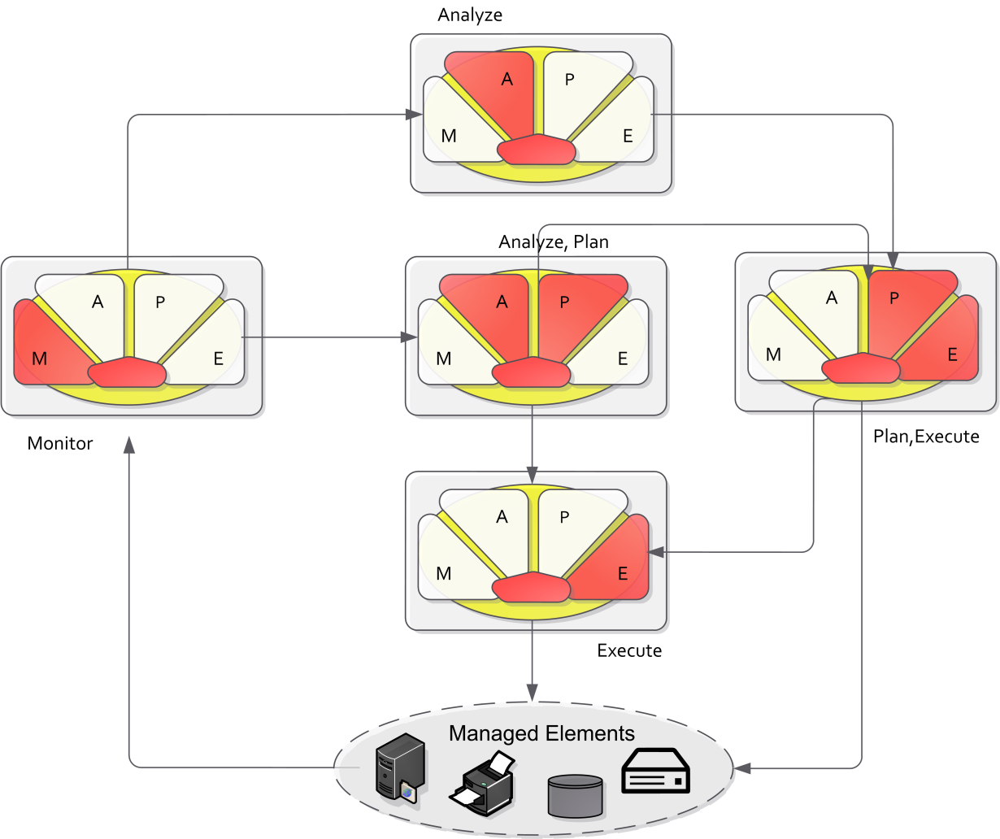 Analyze
A P
M E
Analyze, Plan
A P
M E
A P
M E
A P
M E
Monitor
Plan,Execute
A P
M E
Execute
Managed Elements